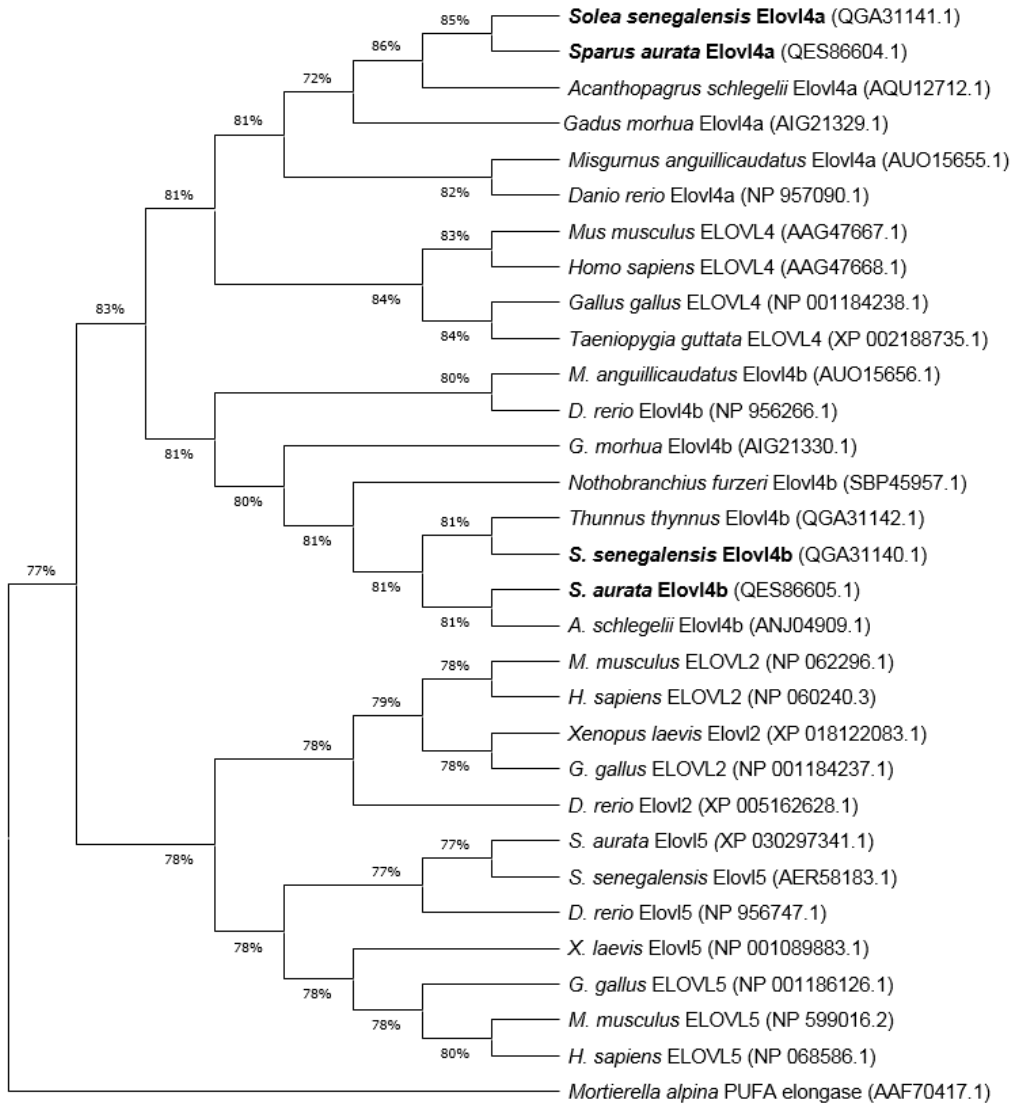 85%
Solea senegalensis Elovl4a (QGA31141.1)
86%
Sparus aurata Elovl4a (QES86604.1)
72%
Acanthopagrus schlegelii Elovl4a (AQU12712.1)
81%
Gadus morhua Elovl4a (AIG21329.1)
Misgurnus anguillicaudatus Elovl4a (AUO15655.1)
81%
82%
Danio rerio Elovl4a (NP 957090.1)
83%
Mus musculus ELOVL4 (AAG47667.1)
Homo sapiens ELOVL4 (AAG47668.1)
84%
Gallus gallus ELOVL4 (NP 001184238.1)
83%
84%
Taeniopygia guttata ELOVL4 (XP 002188735.1)
80%
M. anguillicaudatus Elovl4b (AUO15656.1)
D. rerio Elovl4b (NP 956266.1)
81%
G. morhua Elovl4b (AIG21330.1)
80%
Nothobranchius furzeri Elovl4b (SBP45957.1)
81%
81%
Thunnus thynnus Elovl4b (QGA31142.1)
S. senegalensis Elovl4b (QGA31140.1)
77%
81%
S. aurata Elovl4b (QES86605.1)
81%
A. schlegelii Elovl4b (ANJ04909.1)
78%
M. musculus ELOVL2 (NP 062296.1)
79%
H. sapiens ELOVL2 (NP 060240.3)
78%
Xenopus laevis Elovl2 (XP 018122083.1)
78%
G. gallus ELOVL2 (NP 001184237.1)
D. rerio Elovl2 (XP 005162628.1)
78%
77%
S. aurata Elovl5 (XP 030297341.1)
77%
S. senegalensis Elovl5 (AER58183.1)
D. rerio Elovl5 (NP 956747.1)
78%
X. laevis Elovl5 (NP 001089883.1)
78%
G. gallus ELOVL5 (NP 001186126.1)
78%
M. musculus ELOVL5 (NP 599016.2)
80%
H. sapiens ELOVL5 (NP 068586.1)
Mortierella alpina PUFA elongase (AAF70417.1)